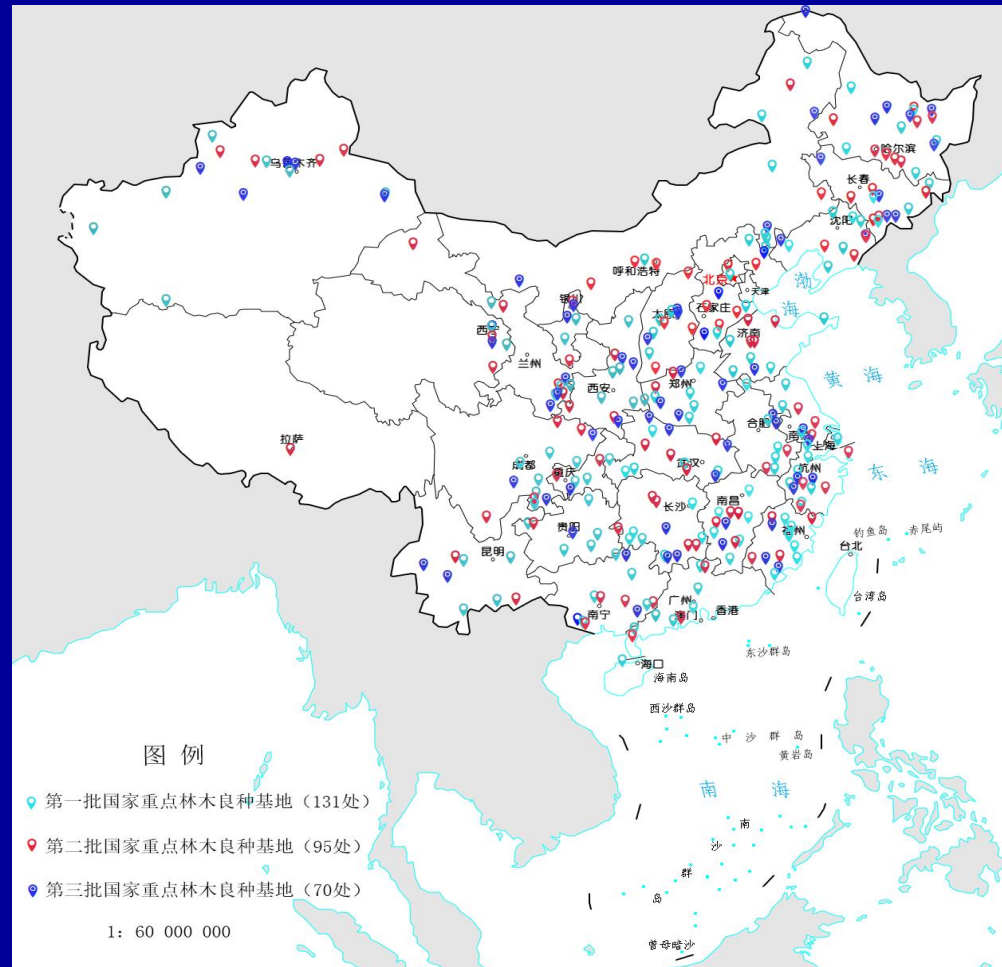 哈尔滨
乌鲁木齐
长春
沈阳
呼和浩特
北京
天津
渤
海
银川
石家庄
太原
西宁
济南
兰州
黄 海
西安
郑州
合肥
南
上海
拉萨
成都
武汉
杭州
东 海
重庆
南昌
长沙
贵阳
福州
钓鱼岛
赤尾屿
台北
昆明
台湾岛
广州
南宁
香港
澳门
东沙群岛
海口
海南岛
西沙群岛
中 沙 群 岛
黄岩岛
南 海
南
沙
群
岛
曾母暗沙
图 例
第一批国家重点林木良种基地（131处）
第二批国家重点林木良种基地（95处）
第三批国家重点林木良种基地（70处）
1: 60 000 000